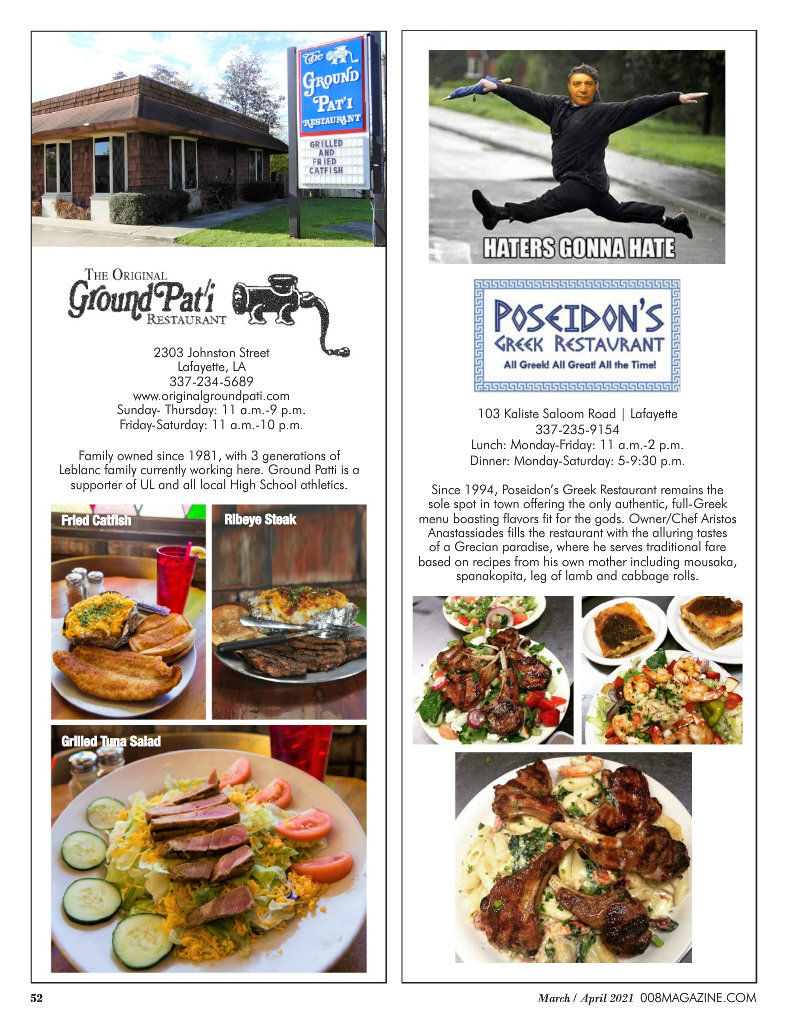 The
GROUND
PAT'I
RESTAURANT
GRILLED
AND
FRIED
CATFISH
THE ORIGINAL
Ground Pat'i
RESTAURANT
2303 Johnston Street
Lafayette, LA
337-234-5689
www.originalgroundpati.com
Sunday- Thursday: 11 a.m.-9 p.m.
Friday-Saturday: 11 a.m.-10 p.m.
Family owned since 1981, with 3 generations of
Leblanc family currently working here. Ground Patti is a
supporter of UL and all local High School athletics.
Fried Catfish
Ribeye Steak
Grilled Tuna Salad
HATERS GONNA HATE
POSEIDON'S
GREEK RESTAURANT
All Greek! All Great! All the Time!
103 Kaliste Saloom Road | Lafayette
337-235-9154
Lunch: Monday-Friday: 11 a.m.-2 p.m.
Dinner: Monday-Saturday: 5-9:30 p.m.
Since 1994, Poseidon's Greek Restaurant remains the
sole spot in town offering the only authentic, full-Greek
menu boasting flavors fit for the gods. Owner/Chef Aristos
Anastassiades fills the restaurant with the alluring tastes
of a Grecian paradise, where he serves traditional fare
based on recipes from his own mother including mousaka,
spanakopita, leg of lamb and cabbage rolls.
52
March / April 2021 008MAGAZINE.COM